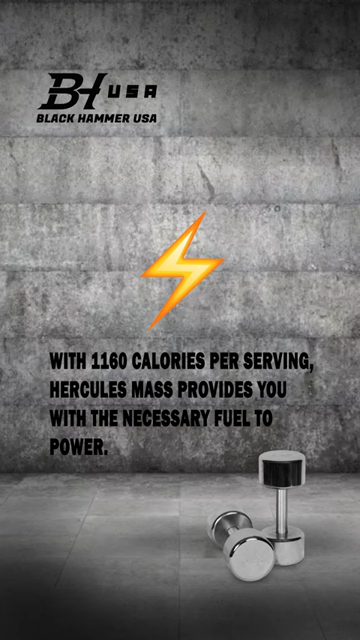 BH USA
BLACK HAMMER USA
WITH 1160 CALORIES PER SERVING,
HERCULES MASS PROVIDES YOU
WITH THE NECESSARY FUEL TO
POWER.